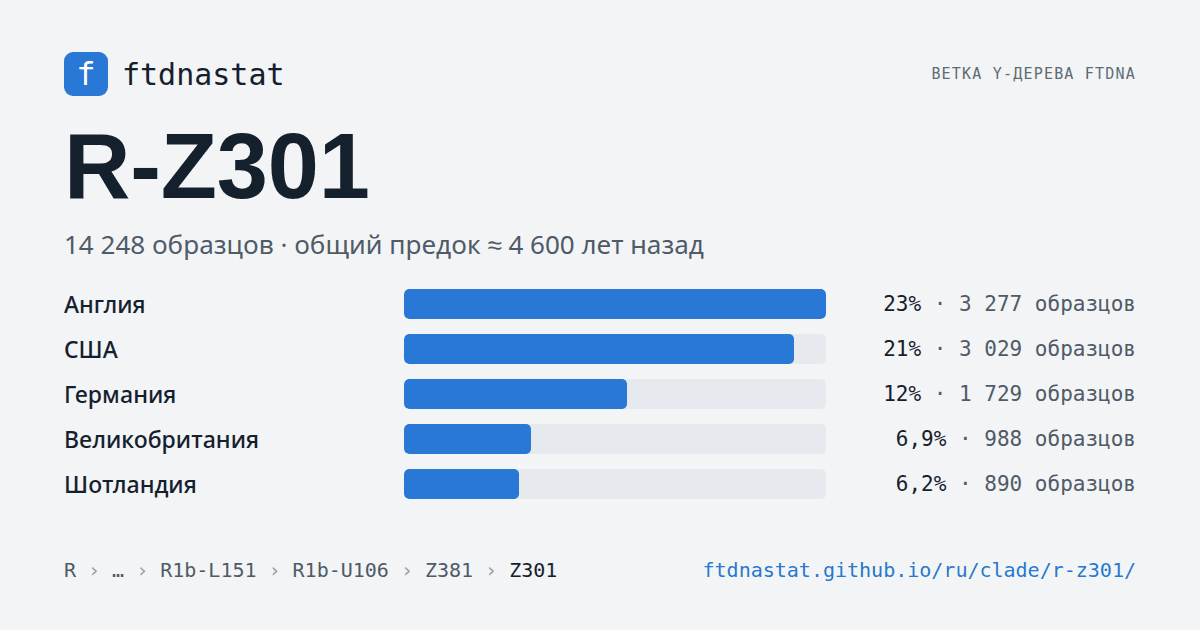 f ftdnastat
ВЕТКА Y-ДЕРЕВА FTDNA
R-Z301
14 248 образцов · общий предок ≈ 4 600 лет назад
Англия 23% · 3 277 образцов
США 21% · 3 029 образцов
Германия 12% · 1 729 образцов
Великобритания 6,9% · 988 образцов
Шотландия 6,2% · 890 образцов
R › … › R1b-L151 › R1b-U106 › Z381 › Z301
ftdnastat.github.io/ru/clade/r-z301/